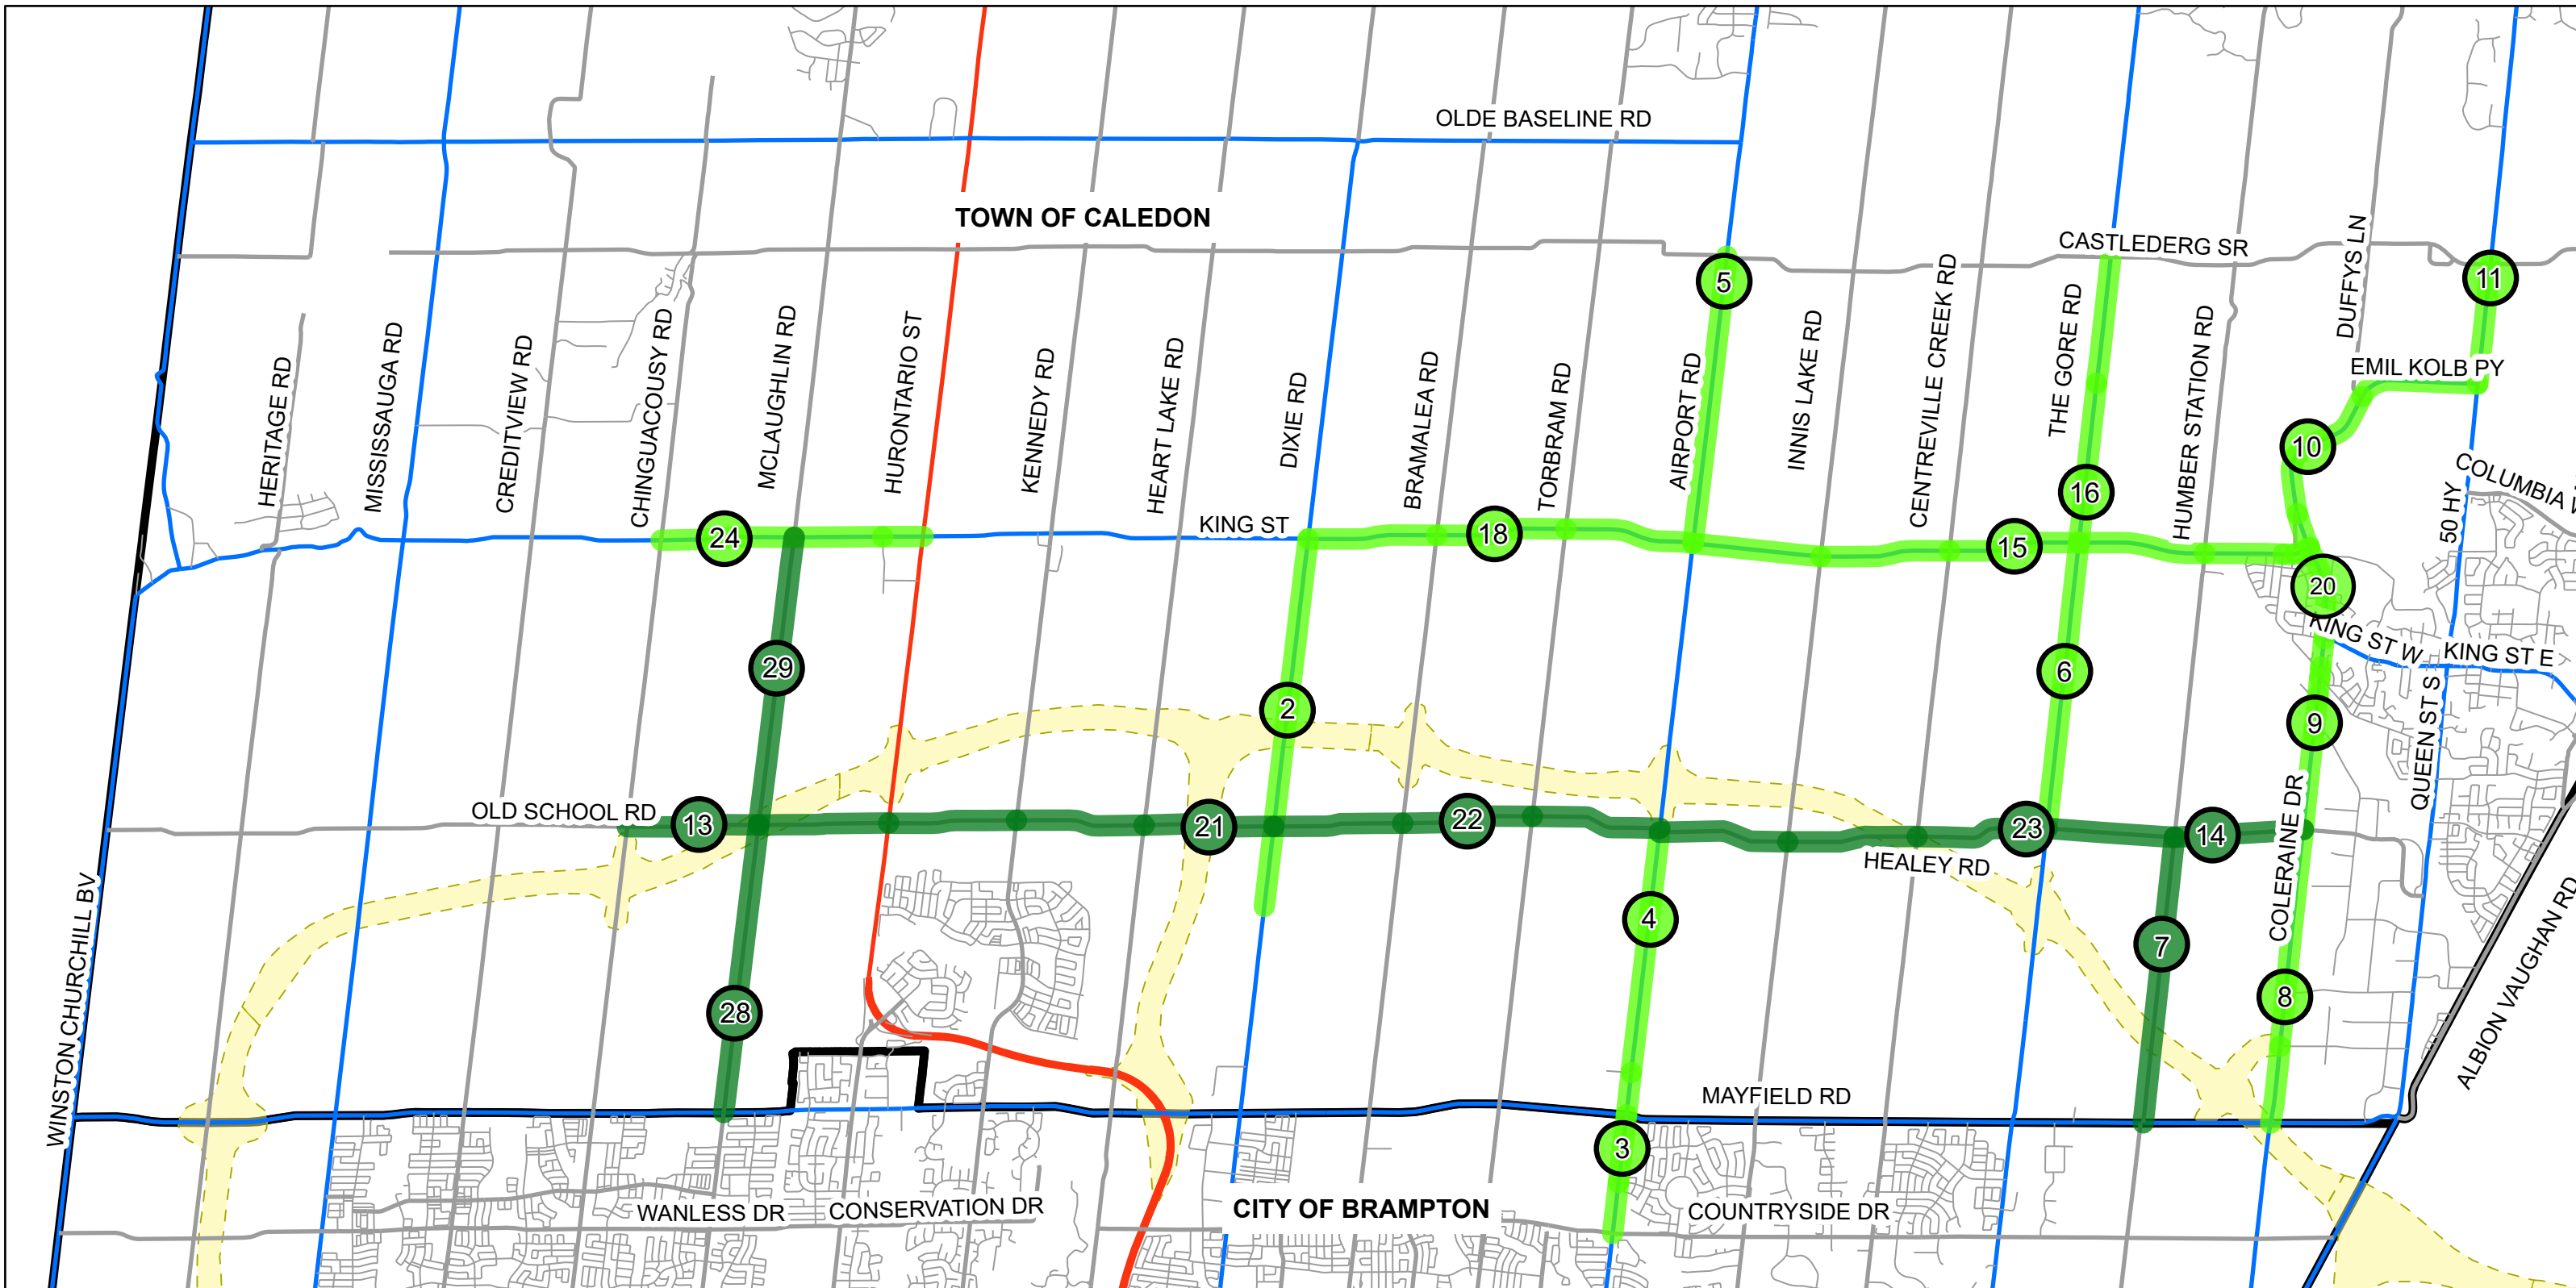 OLDE BASELINE RD
TOWN OF CALEDON
CASTLEDERG SR
5
11
HERITAGE RD
MISSISSAUGA RD
CREDITVIEW RD
CHINGUACOUSY RD
MCLAUGHLIN RD
HURONTARIO ST
KENNEDY RD
HEART LAKE RD
DIXIE RD
BRAMALEA RD
TORBRAM RD
AIRPORT RD
INNIS LAKE RD
CENTREVILLE CREEK RD
THE GORE RD
HUMBER STATION RD
DUFFYS LN
EMIL KOLB PY
10
COLUMBIA
50 HY
16
KING ST
24
18
15
20
KING ST W
KING ST E
29
6
2
9
QUEEN ST S
OLD SCHOOL RD
13
21
22
23
14
HEALEY RD
COLERAINE DR
4
7
8
28
WINSTON CHURCHILL BV
ALBION VAUGHAN RD
MAYFIELD RD
3
WANLESS DR
CONSERVATION DR
CITY OF BRAMPTON
COUNTRYSIDE DR